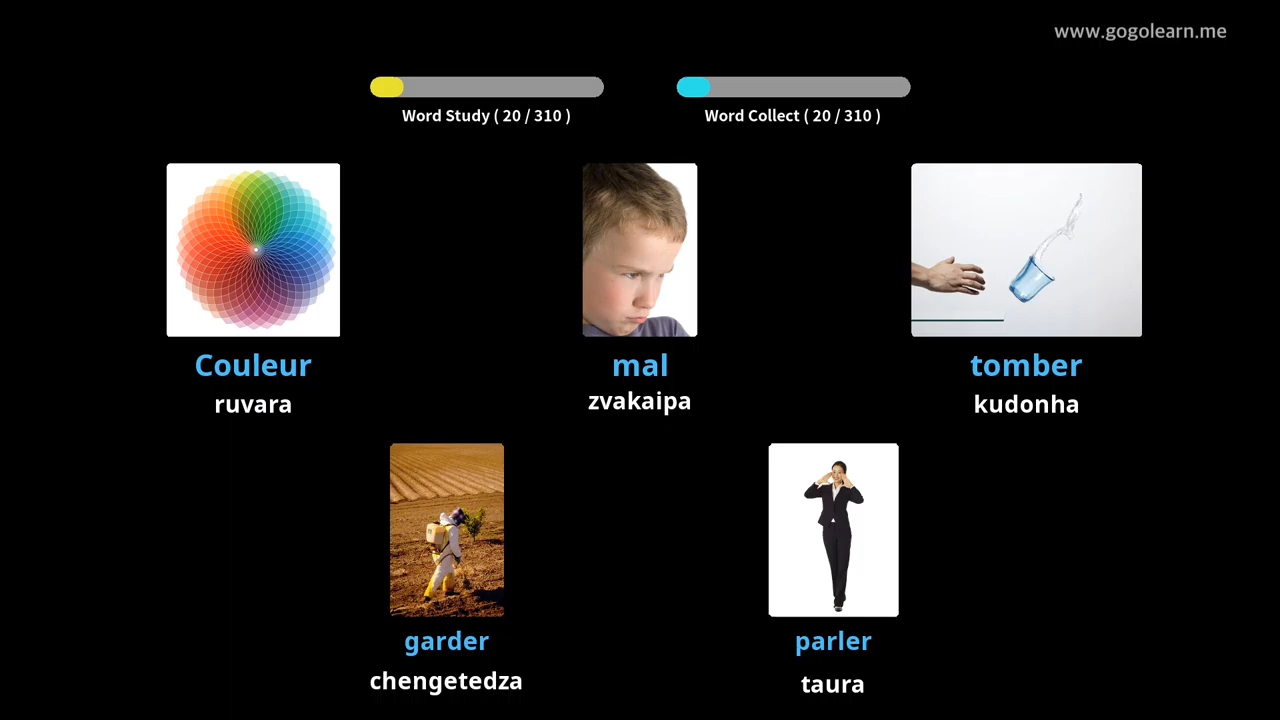 www.gogolearn.me
Word Study ( 20 / 310 )
Word Collect ( 20 / 310 )
Couleur
ruvara
mal
zvakaipa
tomber
kudonha
garder
chengetedza
parler
taura